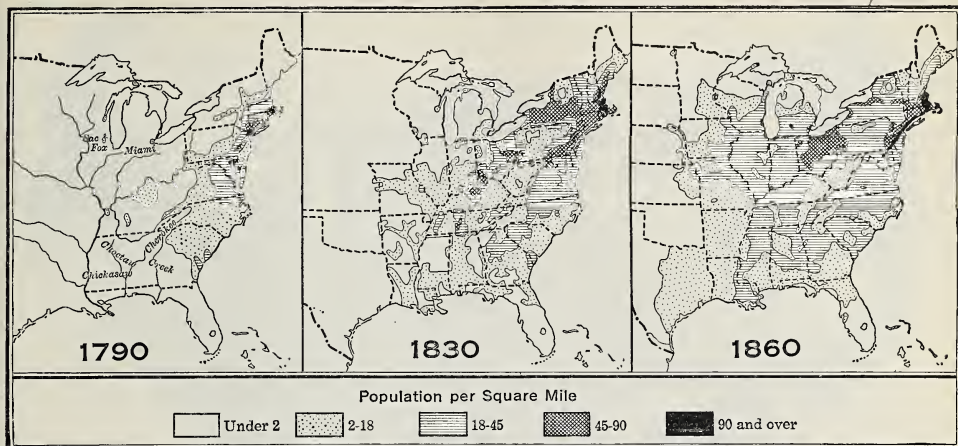 Sac &
Fox
Miami
Cherokee
Choctaw
Creek
Chickasaw
1790
1830
1860
Population per Square Mile
Under 2
2-18
18-45
45-90
90 and over